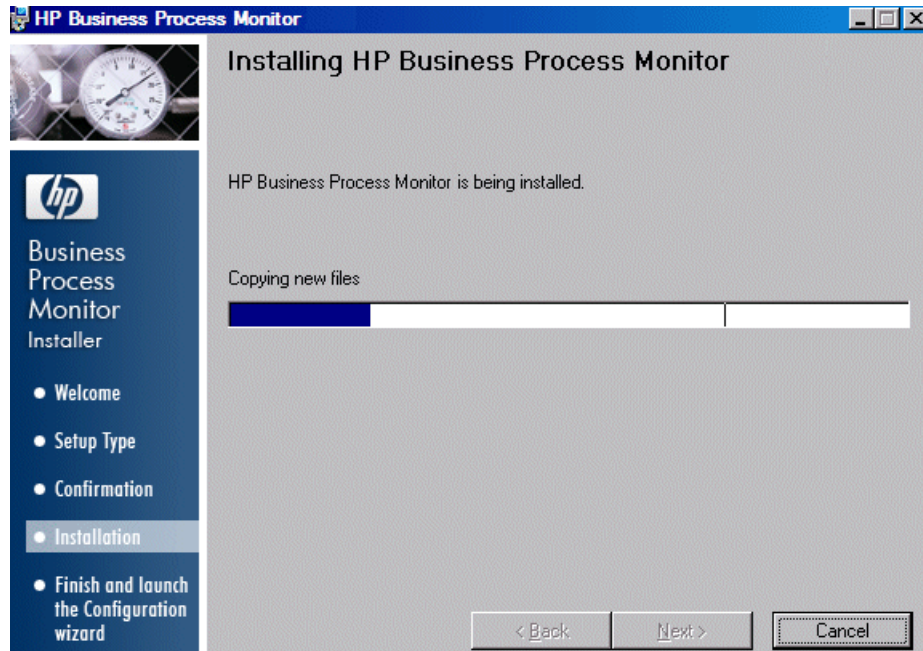 HP Business Process Monitor
Installing HP Business Process Monitor
HP Business Process Monitor is being installed.
Copying new files
hp
Business
Process
Monitor
Installer
Welcome
Setup Type
Confirmation
Installation
Finish and launch
the Configuration
wizard
< Back
Next >
Cancel